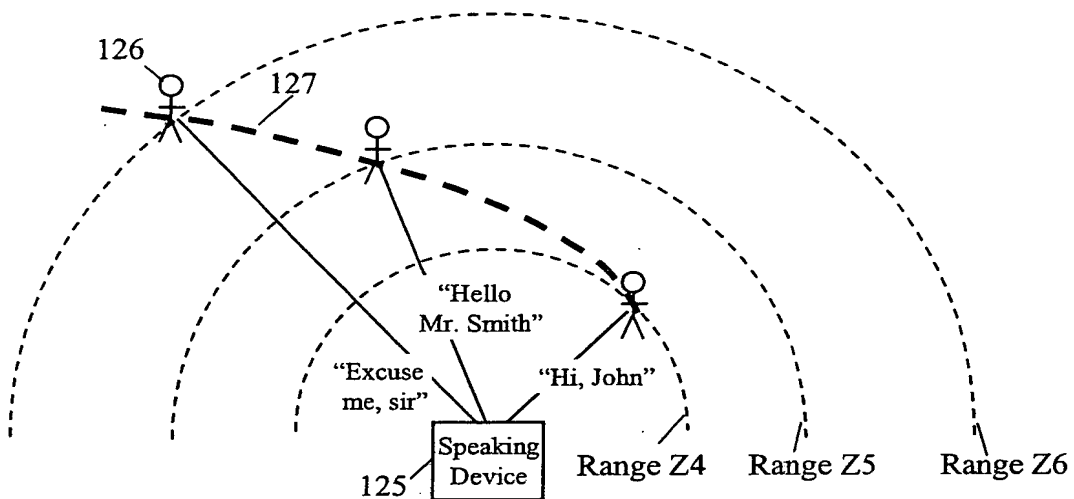 126
127
“Hello
Mr. Smith”
“Excuse
me, sir”
“Hi, John”
Speaking
Device
125
Range Z4
Range Z5
Range Z6